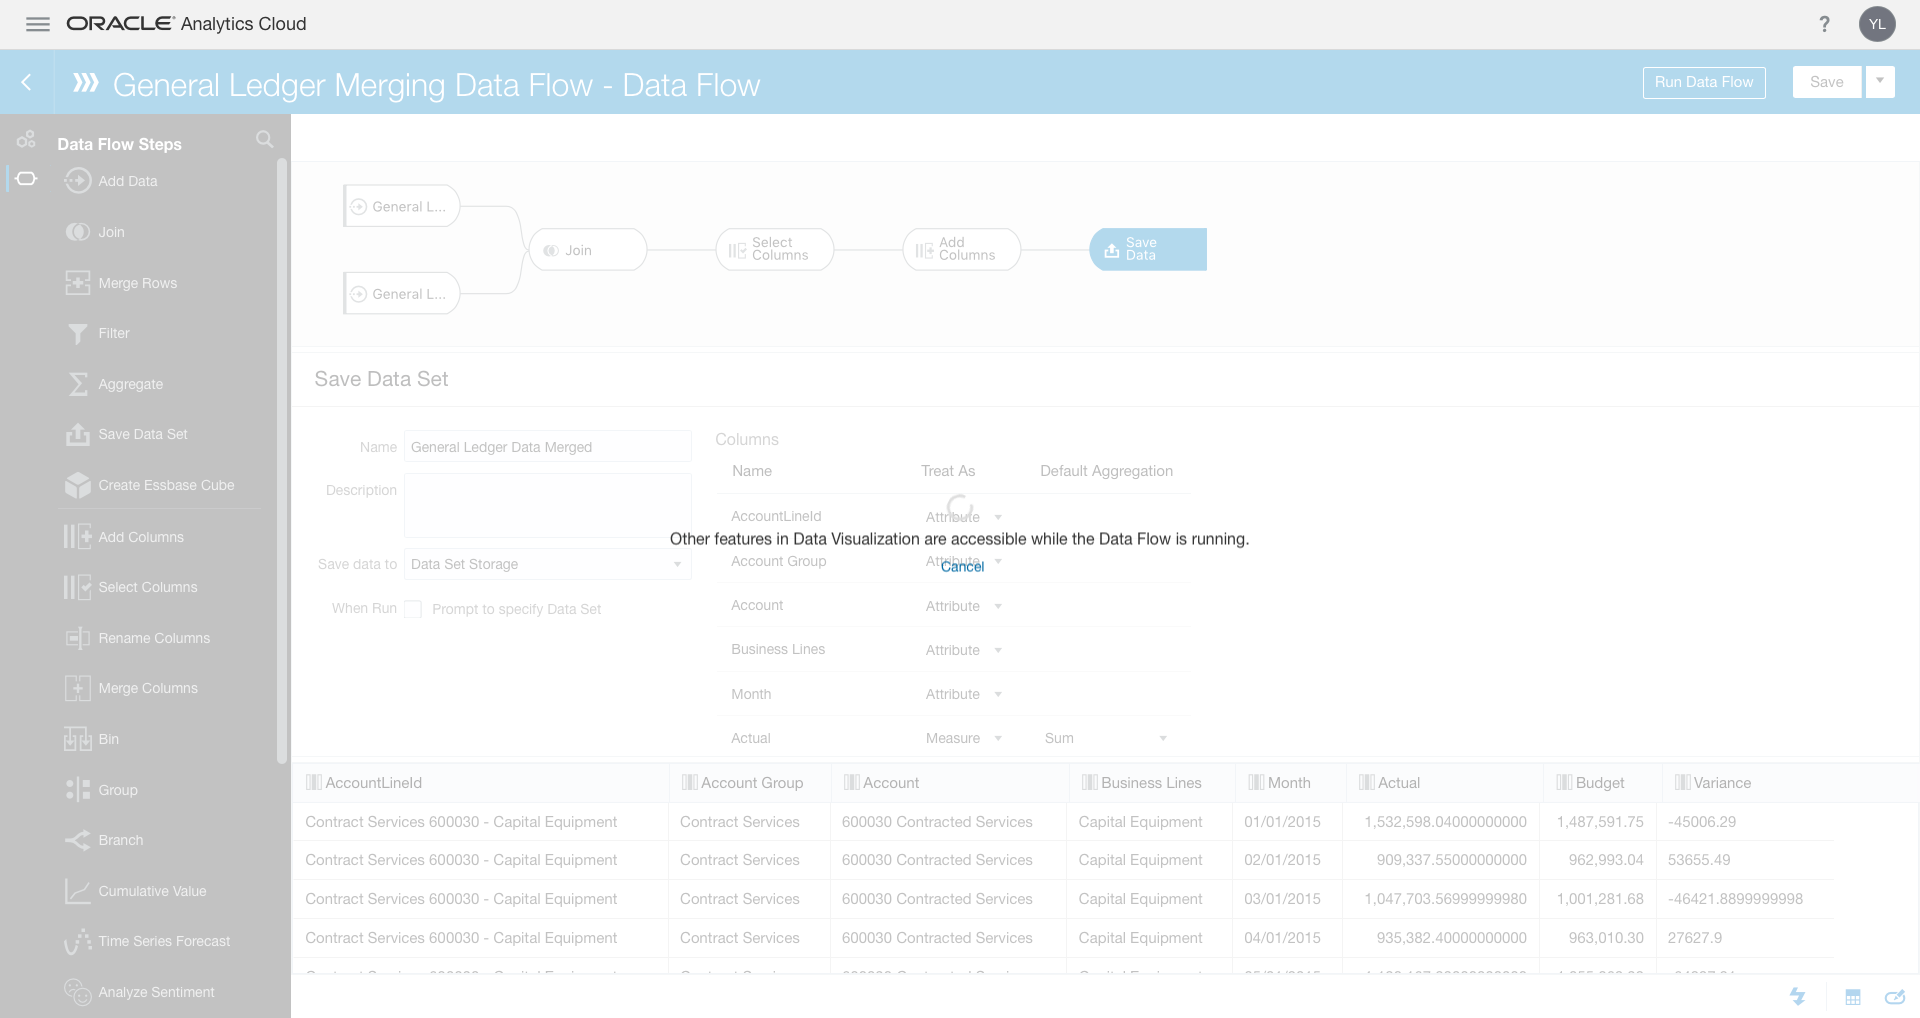 ORACLE Analytics Cloud
?
YL
General Ledger Merging Data Flow - Data Flow
Run Data Flow
Save
Data Flow Steps
Add Data
Join
Merge Rows
Filter
Aggregate
Save Data Set
Create Essbase Cube
Add Columns
Select Columns
Rename Columns
Merge Columns
Bin
Group
Branch
Cumulative Value
Time Series Forecast
Analyze Sentiment
General L...
General L...
Join
Select
Columns
Add
Columns
Save
Data
Save Data Set
Name General Ledger Data Merged
Description
Save data to Data Set Storage
When Run Prompt to specify Data Set
Columns
Name Treat As Default Aggregation
AccountLineId Attribute
Other features in Data Visualization are accessible while the Data Flow is running.
Cancel
Account Group Attribute
Account Attribute
Business Lines Attribute
Month Attribute
Actual Measure Sum
AccountLineId Account Group Account Business Lines Month Actual Budget Variance
Contract Services 600030 - Capital Equipment Contract Services 600030 Contracted Services Capital Equipment 01/01/2015 1,532,598.04000000000 1,487,591.75 -45006.29
Contract Services 600030 - Capital Equipment Contract Services 600030 Contracted Services Capital Equipment 02/01/2015 909,337.55000000000 962,993.04 53655.49
Contract Services 600030 - Capital Equipment Contract Services 600030 Contracted Services Capital Equipment 03/01/2015 1,047,703.56999999980 1,001,281.68 -46421.8899999998
Contract Services 600030 - Capital Equipment Contract Services 600030 Contracted Services Capital Equipment 04/01/2015 935,382.40000000000 963,010.30 27627.9